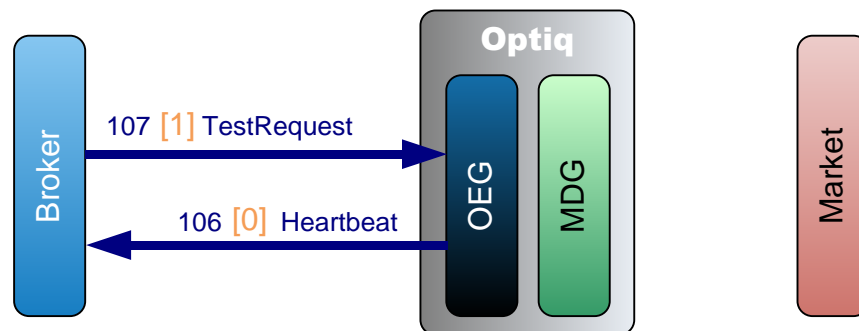 Optiq
Broker
107 [1] TestRequest
106 [0] Heartbeat
OEG
MDG
Market